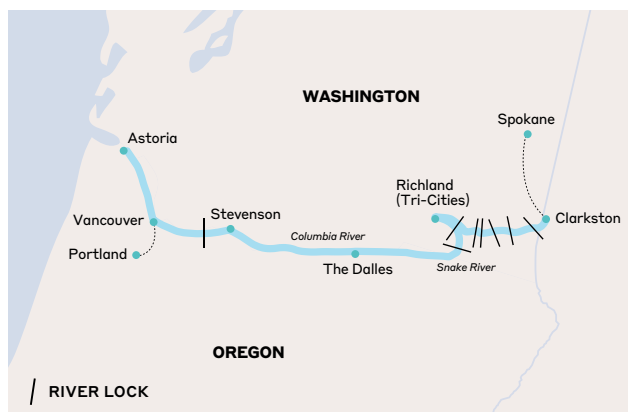 WASHINGTON
Spokane
Astoria
Richland
(Tri-Cities)
Vancouver
Stevenson
Clarkston
Columbia River
Portland
The Dalles
Snake River
OREGON
RIVER LOCK